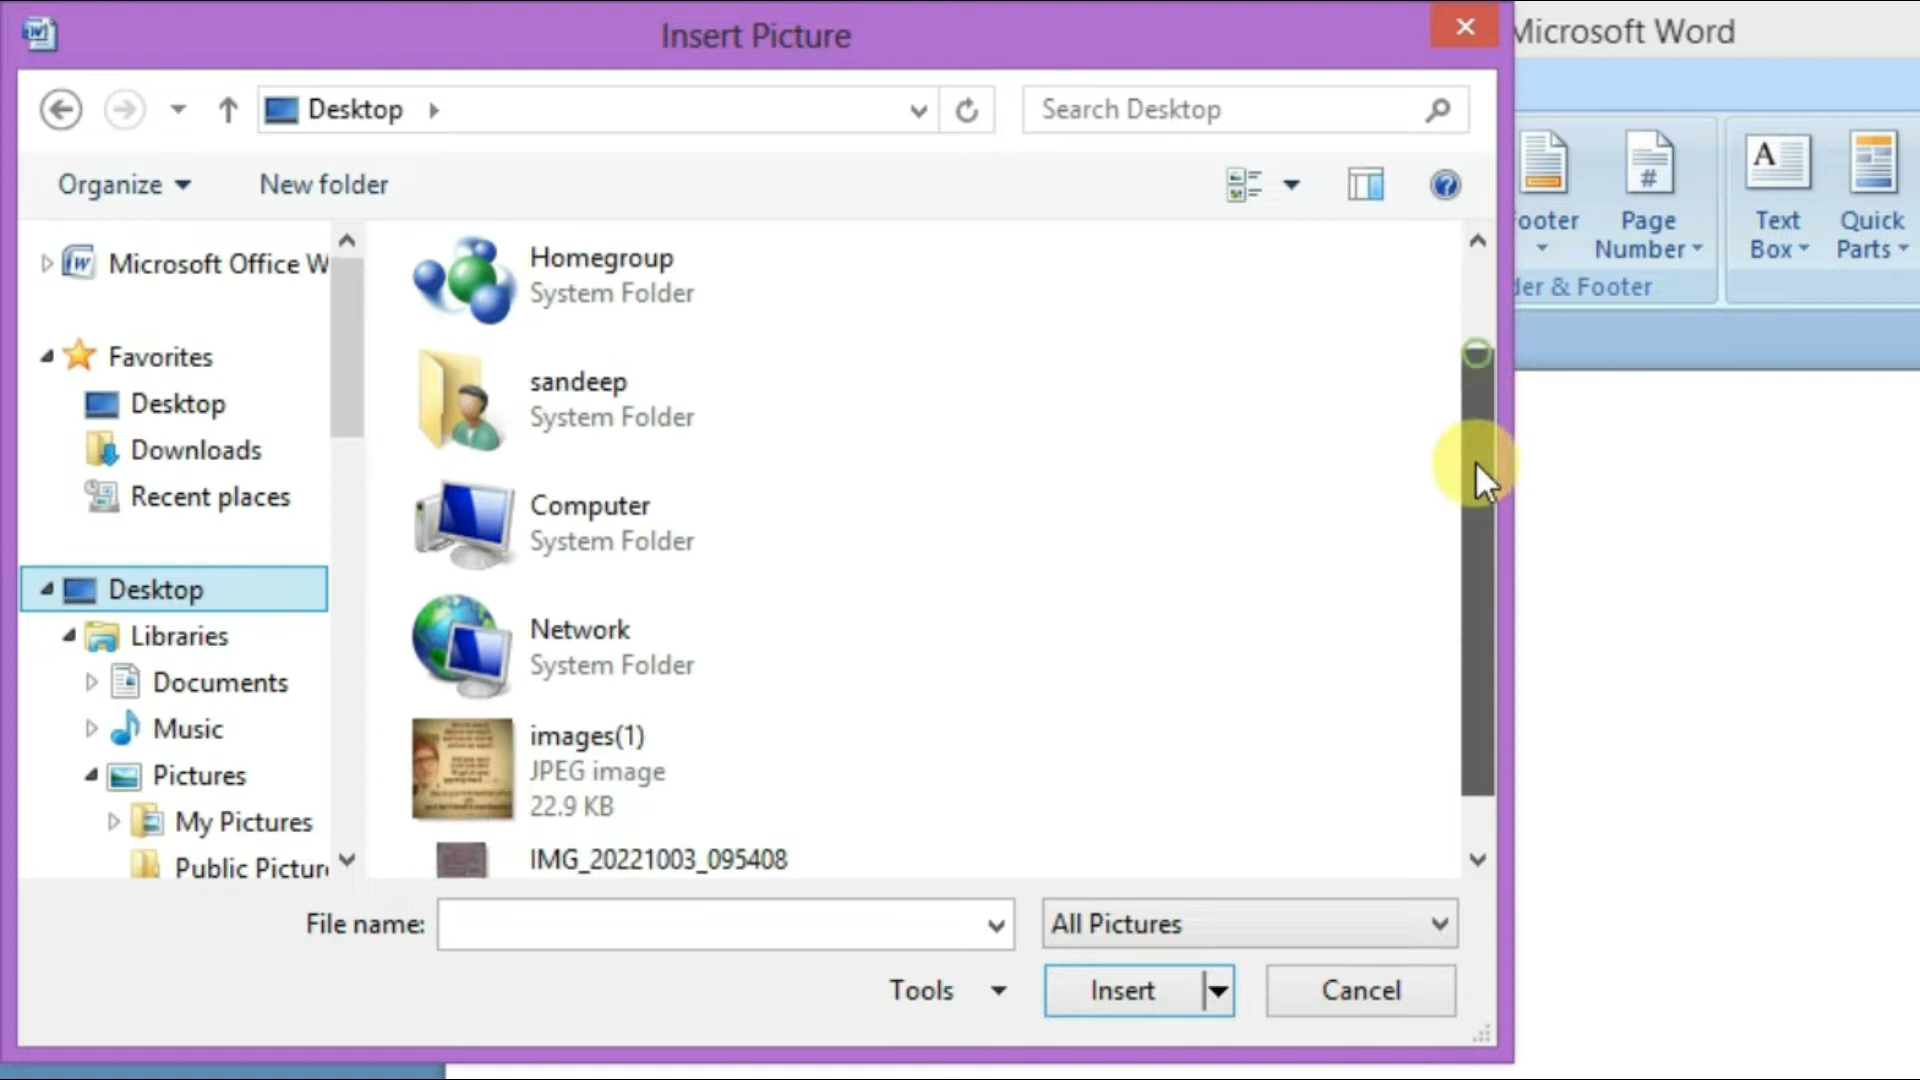 Insert Picture
Microsoft Word
Desktop
Search Desktop
Organize
New folder
ooter
Page
Number
Text
Box
Quick
Parts
der & Footer
Microsoft Office W
Favorites
Desktop
Downloads
Recent places
Desktop
Libraries
Documents
Music
Pictures
My Pictures
Public Picture
Homegroup
System Folder
sandeep
System Folder
Computer
System Folder
Network
System Folder
images(1)
JPEG image
22.9 KB
IMG_20221003_095408
File name:
All Pictures
Tools
Insert
Cancel